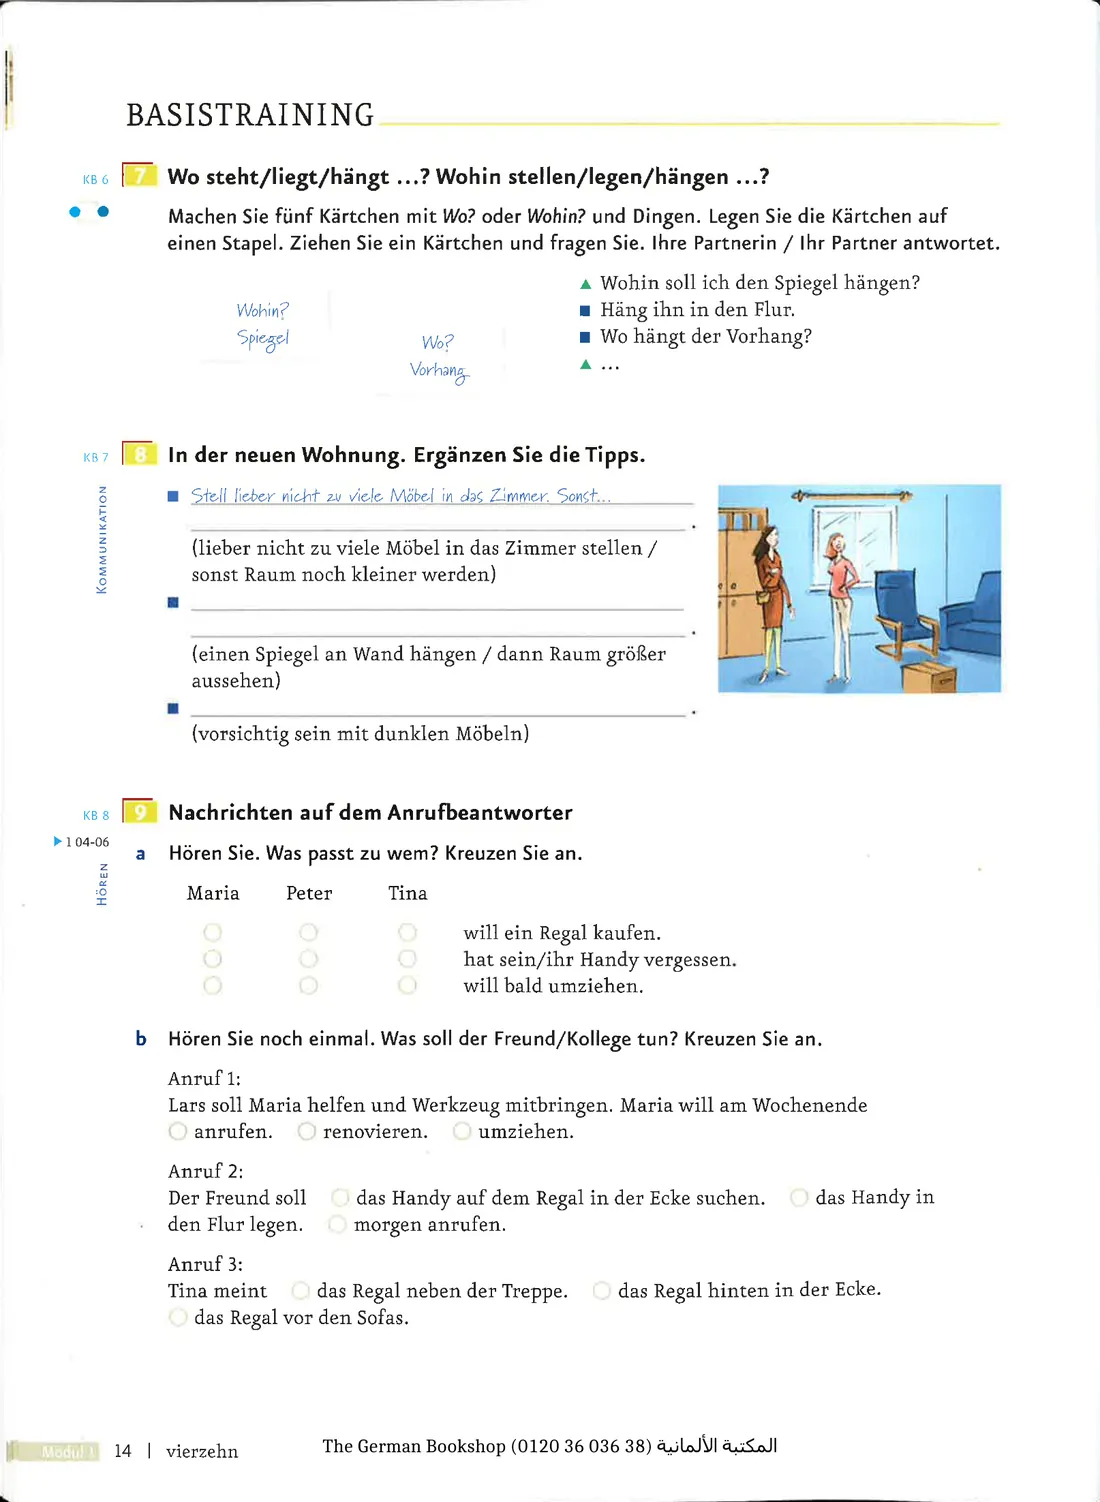 BASISTRAINING
KB 6 7 Wo steht/liegt/hängt ...? Wohin stellen/legen/hängen ...?
Machen Sie fünf Kärtchen mit Wo? oder Wohin? und Dingen. Legen Sie die Kärtchen auf
einen Stapel. Ziehen Sie ein Kärtchen und fragen Sie. Ihre Partnerin / Ihr Partner antwortet.
Wohin?
Spiegel
Wo?
Vorhang
▲ Wohin soll ich den Spiegel hängen?
■ Häng ihn in den Flur.
■ Wo hängt der Vorhang?
▲ ...
KB 7 8 In der neuen Wohnung. Ergänzen Sie die Tipps.
KOMMUNIKATION
■ Stell lieber nicht zu viele Möbel in das Zimmer. Sonst...
.
(lieber nicht zu viele Möbel in das Zimmer stellen /
sonst Raum noch kleiner werden)
■
.
(einen Spiegel an Wand hängen / dann Raum größer
aussehen)
■ .
(vorsichtig sein mit dunklen Möbeln)
KB 8 9 Nachrichten auf dem Anrufbeantworter
▶ 1 04-06
HÖREN
a Hören Sie. Was passt zu wem? Kreuzen Sie an.
Maria Peter Tina
○ ○ ○ will ein Regal kaufen.
○ ○ ○ hat sein/ihr Handy vergessen.
○ ○ ○ will bald umziehen.
b Hören Sie noch einmal. Was soll der Freund/Kollege tun? Kreuzen Sie an.
Anruf 1:
Lars soll Maria helfen und Werkzeug mitbringen. Maria will am Wochenende
○ anrufen. ○ renovieren. ○ umziehen.
Anruf 2:
Der Freund soll ○ das Handy auf dem Regal in der Ecke suchen. ○ das Handy in
den Flur legen. ○ morgen anrufen.
Anruf 3:
Tina meint ○ das Regal neben der Treppe. ○ das Regal hinten in der Ecke.
○ das Regal vor den Sofas.
Modul 1 14 | vierzehn
The German Bookshop (0120 36 036 38) المكتبة الألمانية